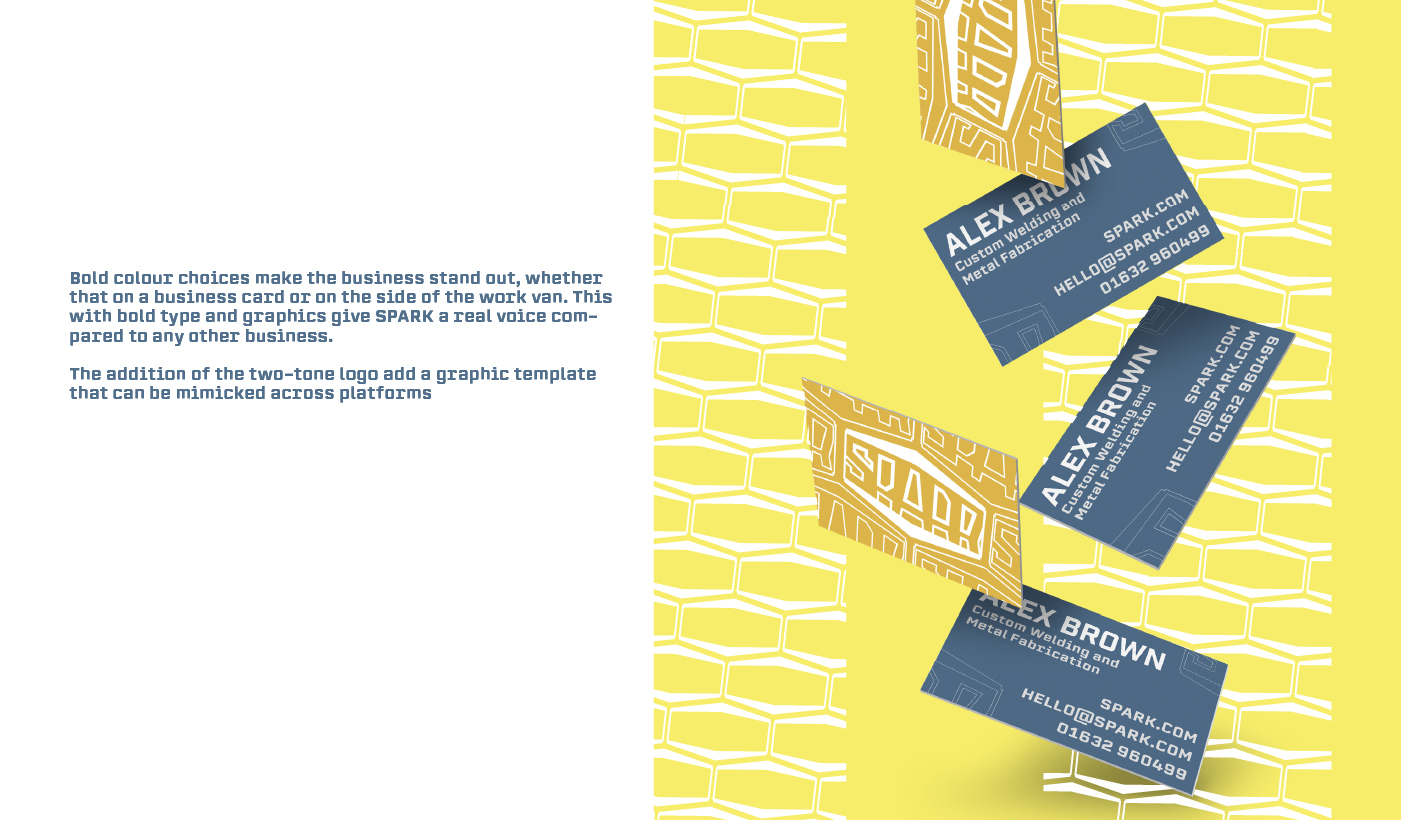 Bold colour choices make the business stand out, whether
that on a business card or on the side of the work van. This
with bold type and graphics give SPARK a real voice com-
pared to any other business.
The addition of the two-tone logo add a graphic template
that can be mimicked across platforms
SPARK
ALEX BROWN
Custom Welding and
Metal Fabrication
SPARK.COM
HELLO@SPARK.COM
01632 960499
ALEX BROWN
Custom Welding and
Metal Fabrication
SPARK.COM
HELLO@SPARK.COM
01632 960499
SPARK
ALEX BROWN
Custom Welding and
Metal Fabrication
SPARK.COM
HELLO@SPARK.COM
01632 960499